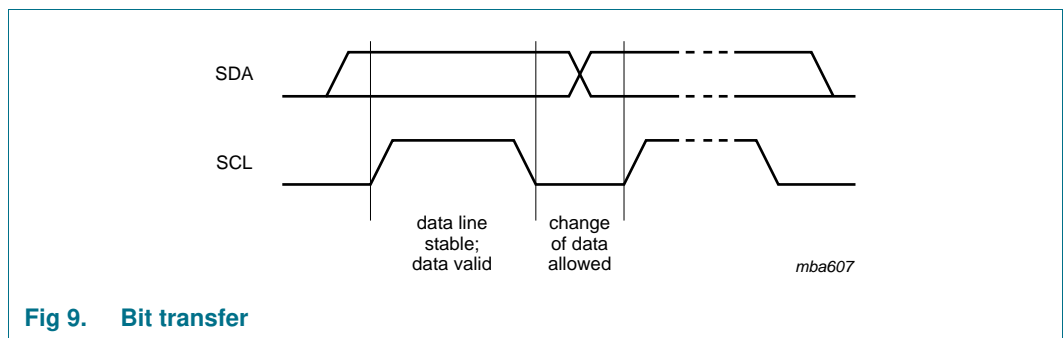 SDA
SCL
data line
stable;
data valid
change
of data
allowed
mba607
Fig 9. Bit transfer